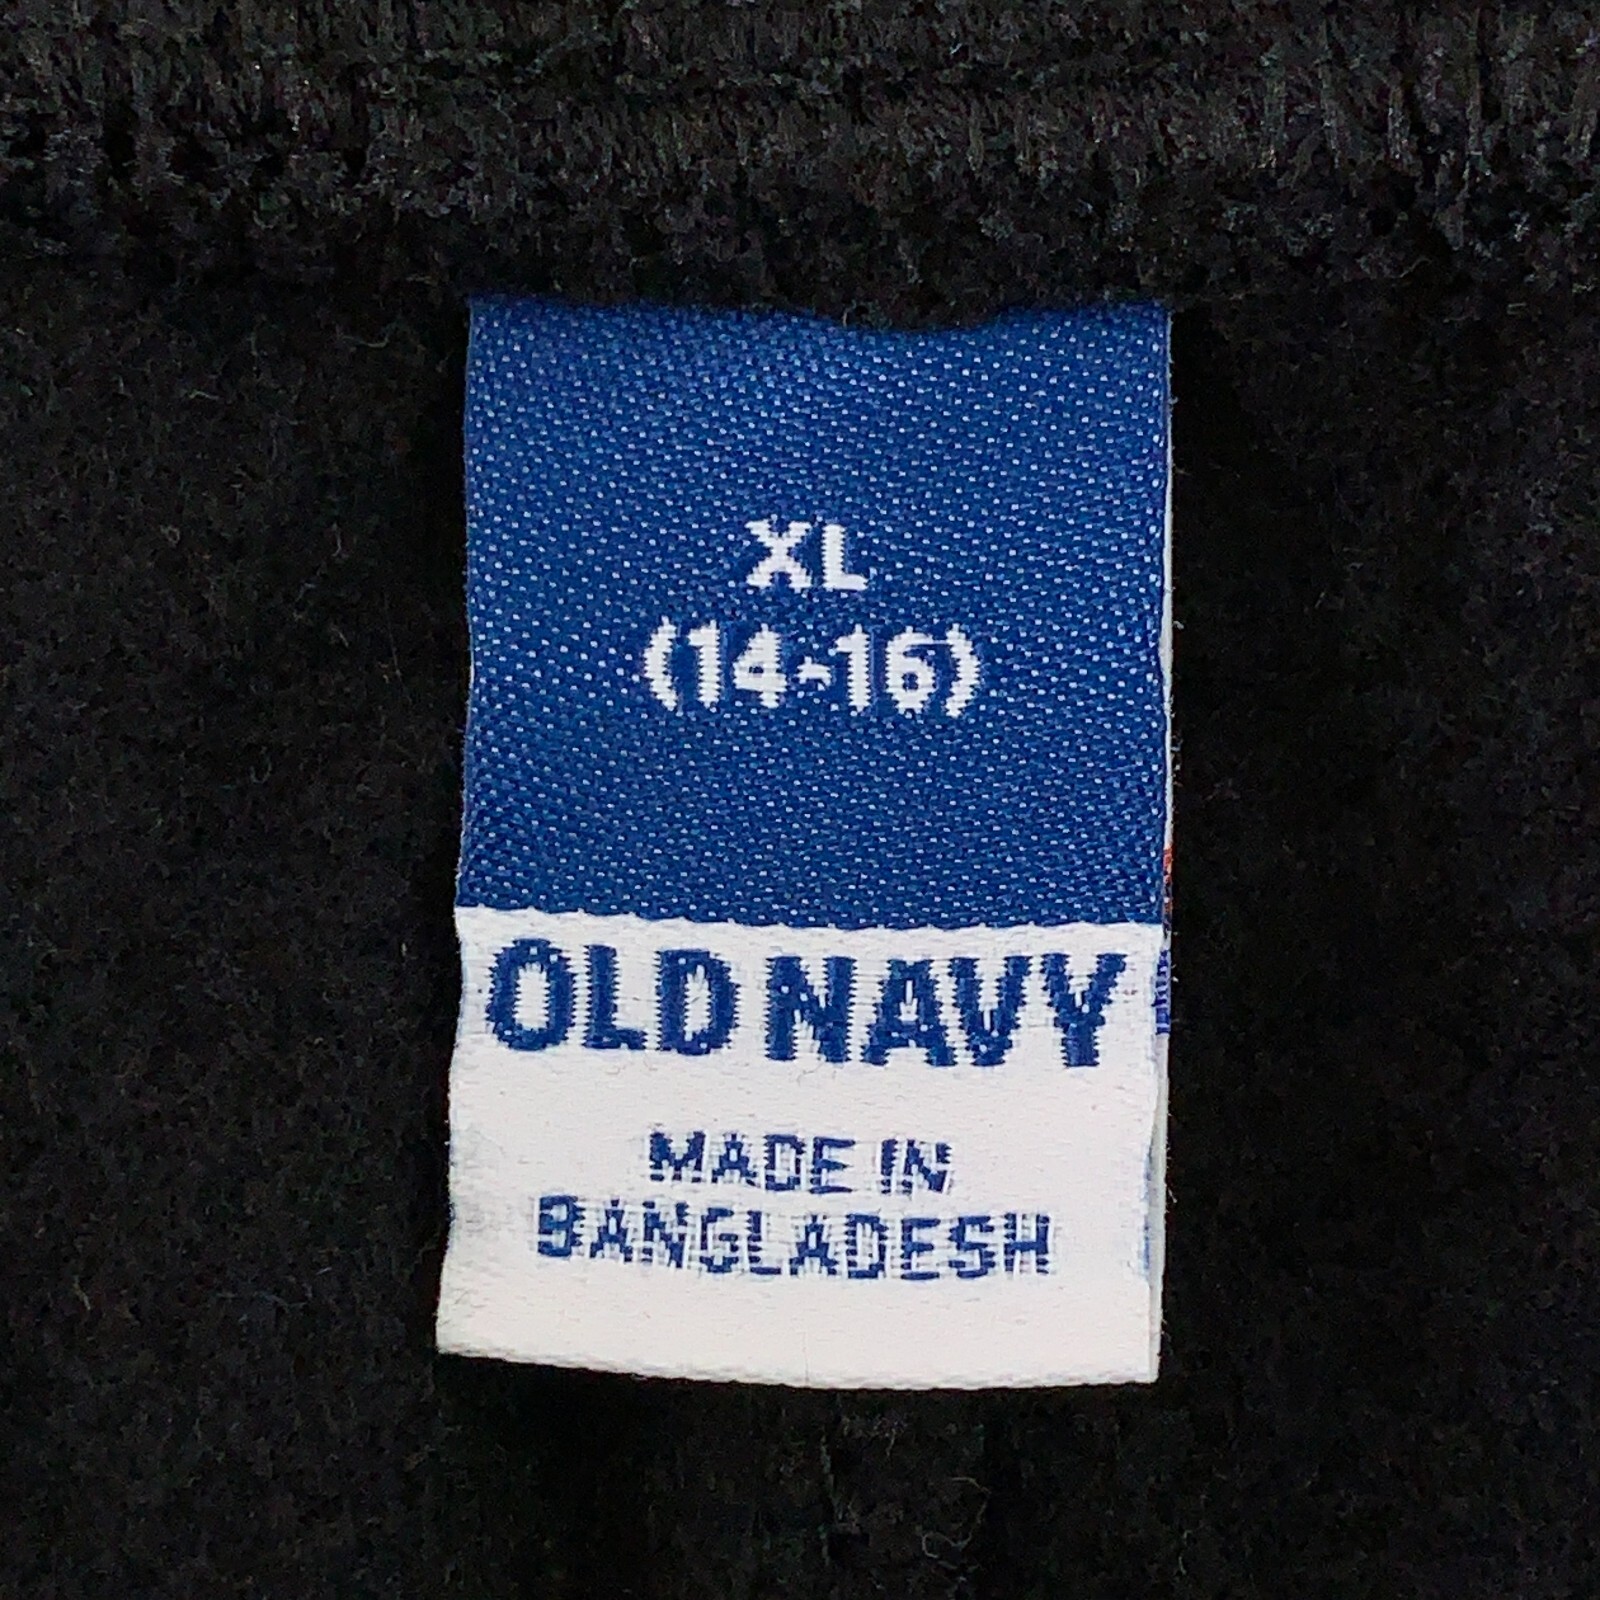 XL
(14-16)
OLD NAVY
MADE IN
BANGLADESH